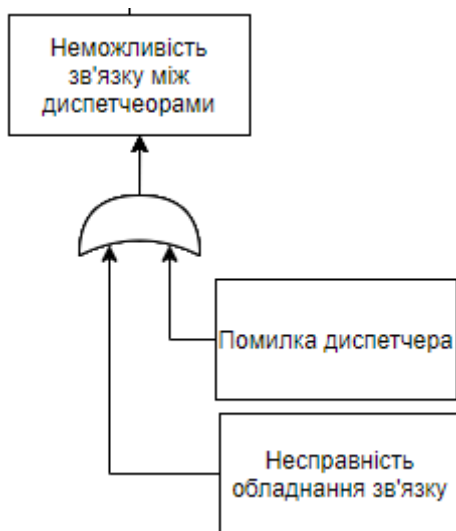 Неможливість
зв'язку між
диспетчеорами
Помилка диспетчера
Несправність
обладнання зв'язку